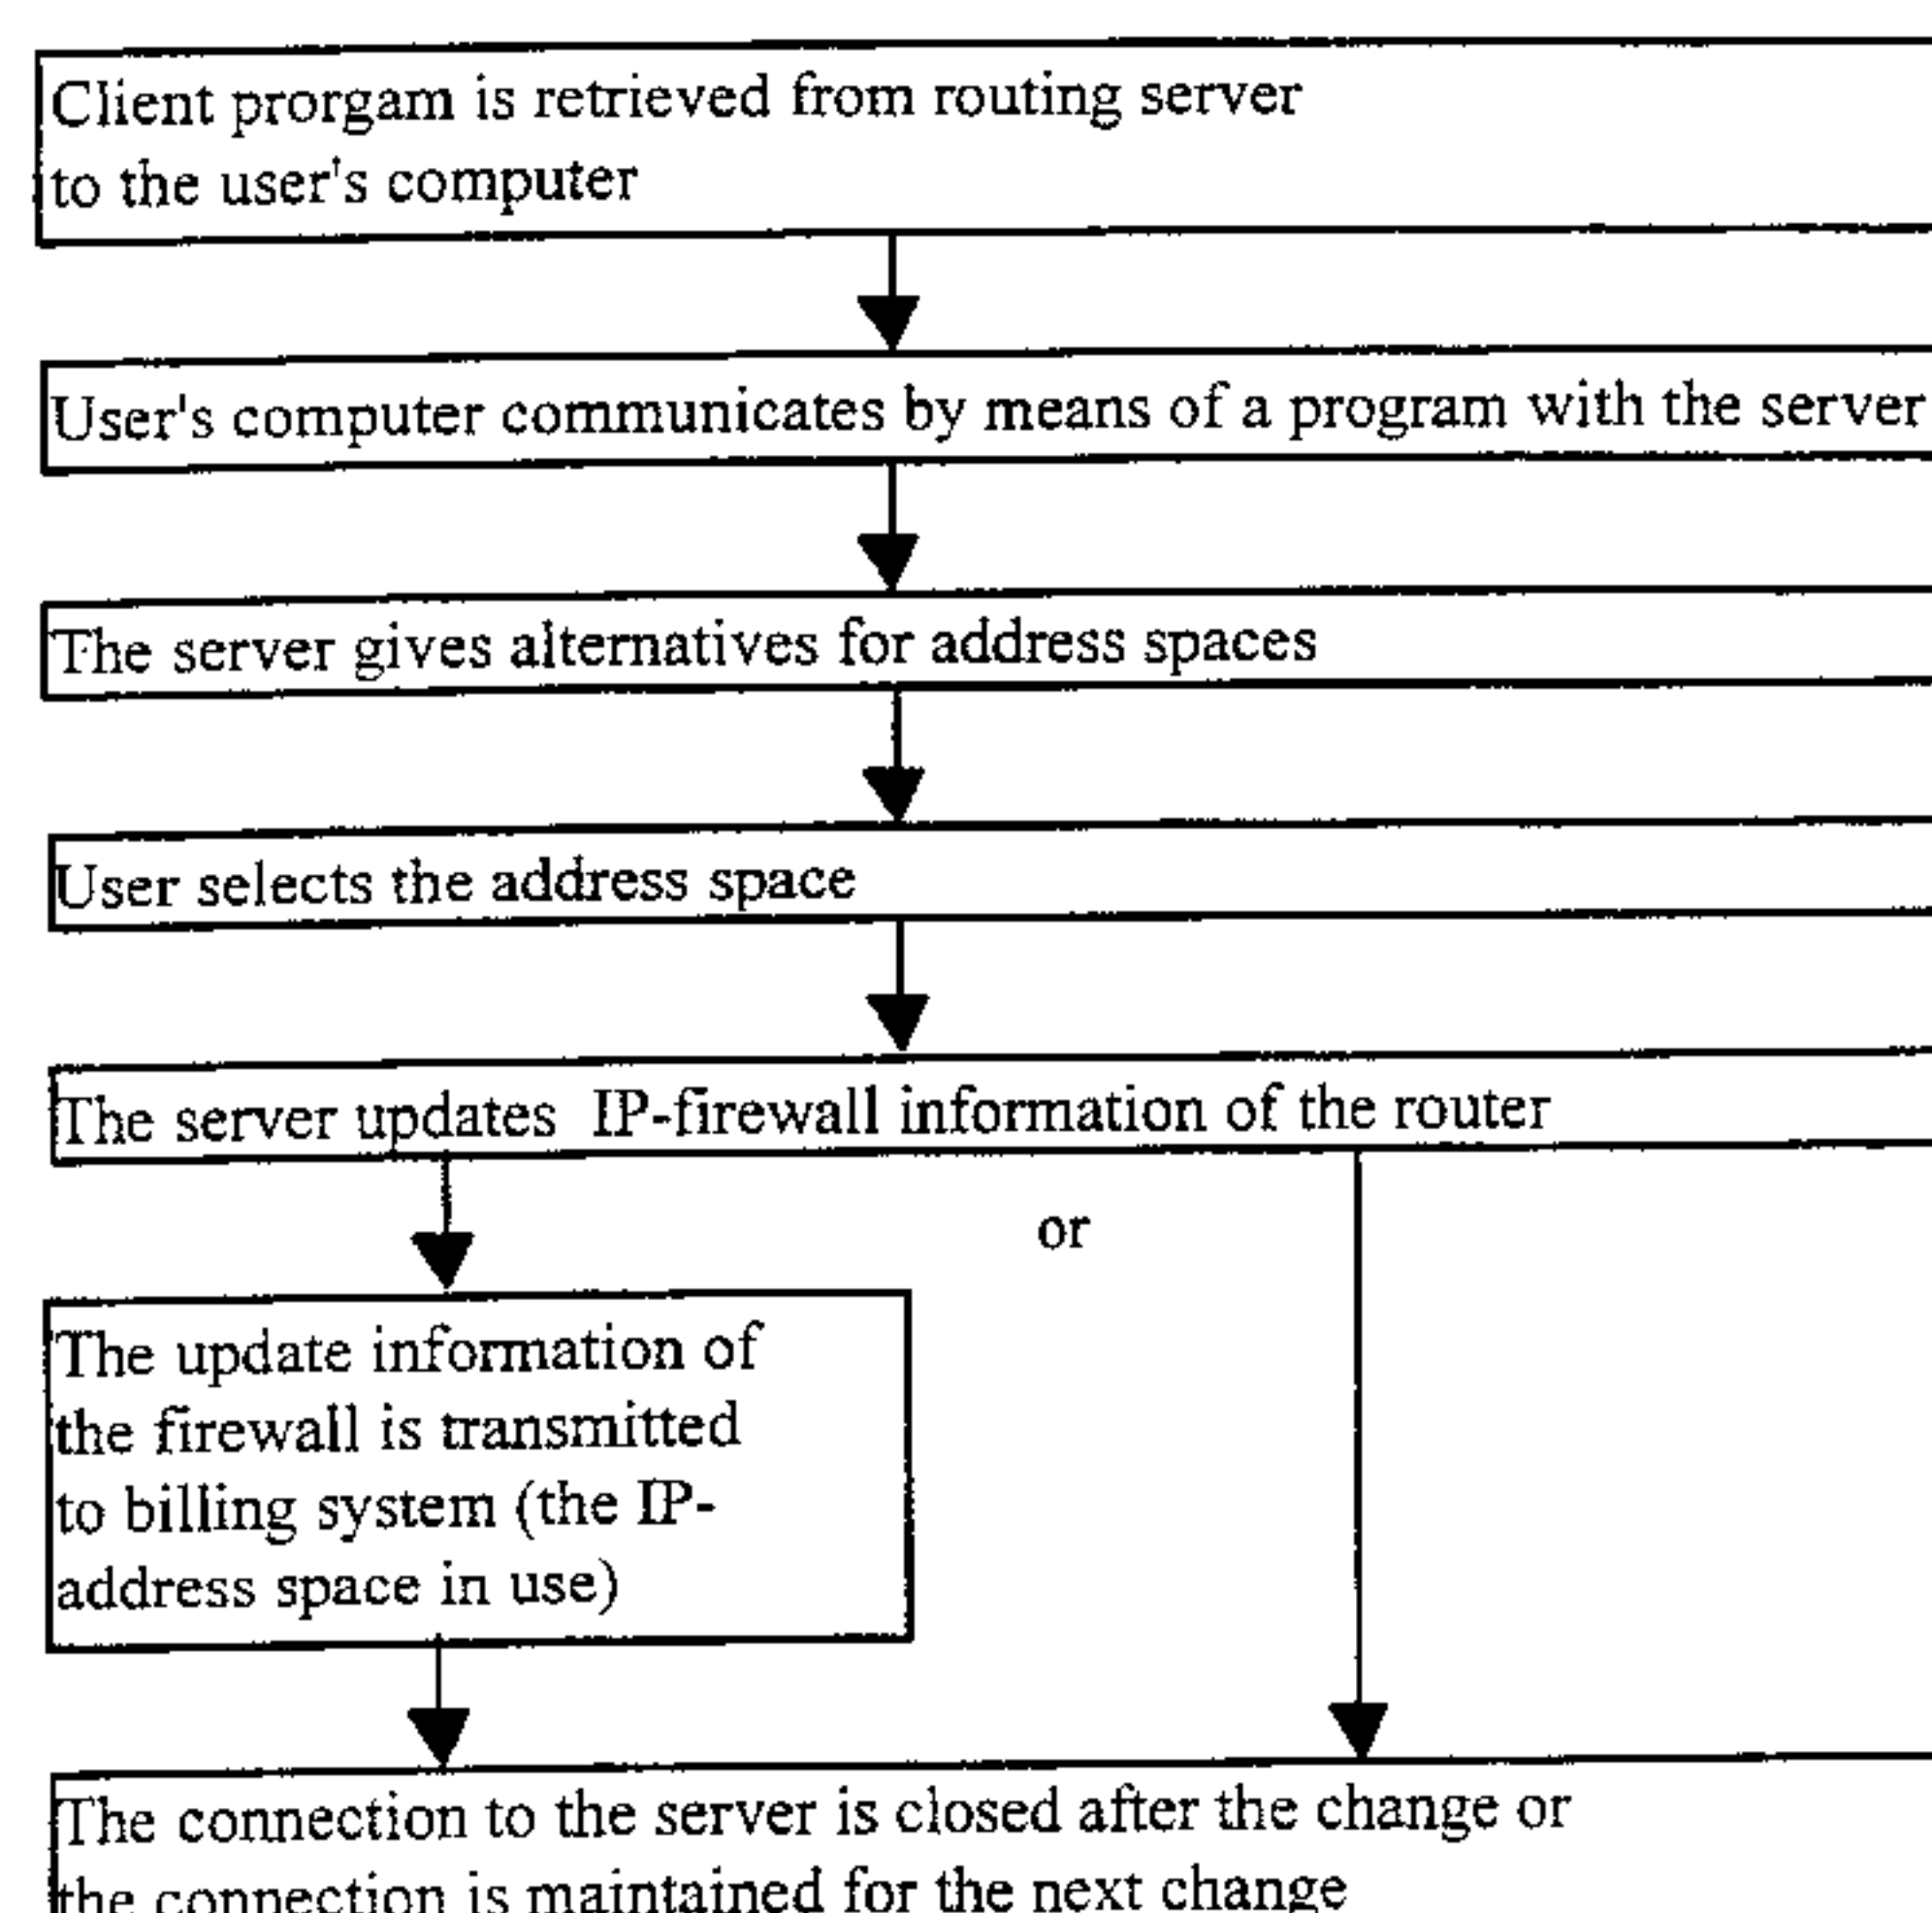 Client prorgam is retrieved from routing server
to the user's computer
User's computer communicates by means of a program with the server
The server gives alternatives for address spaces
User selects the address space
The server updates IP-firewall information of the router
or
The update information of
the firewall is transmitted
to billing system (the IP-
address space in use)
The connection to the server is closed after the change or
the connection is maintained for the next change